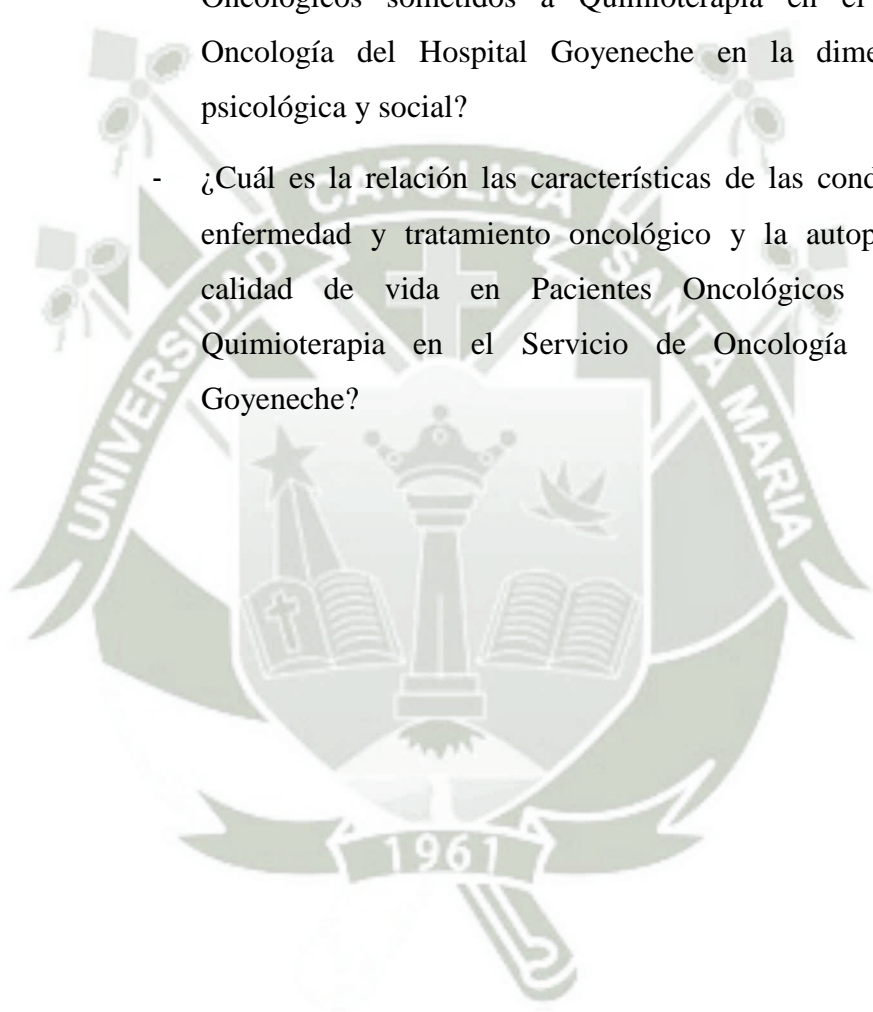 Oncológicos sometidos a Quimioterapia en el
Oncología del Hospital Goyeneche en la dime
psicológica y social?
- ¿Cuál es la relación las características de las cond
enfermedad y tratamiento oncológico y la autop
calidad de vida en Pacientes Oncológicos
Quimioterapia en el Servicio de Oncología
Goyeneche?
UNIVERSIDAD CATOLICA SANTA MARIA
1961